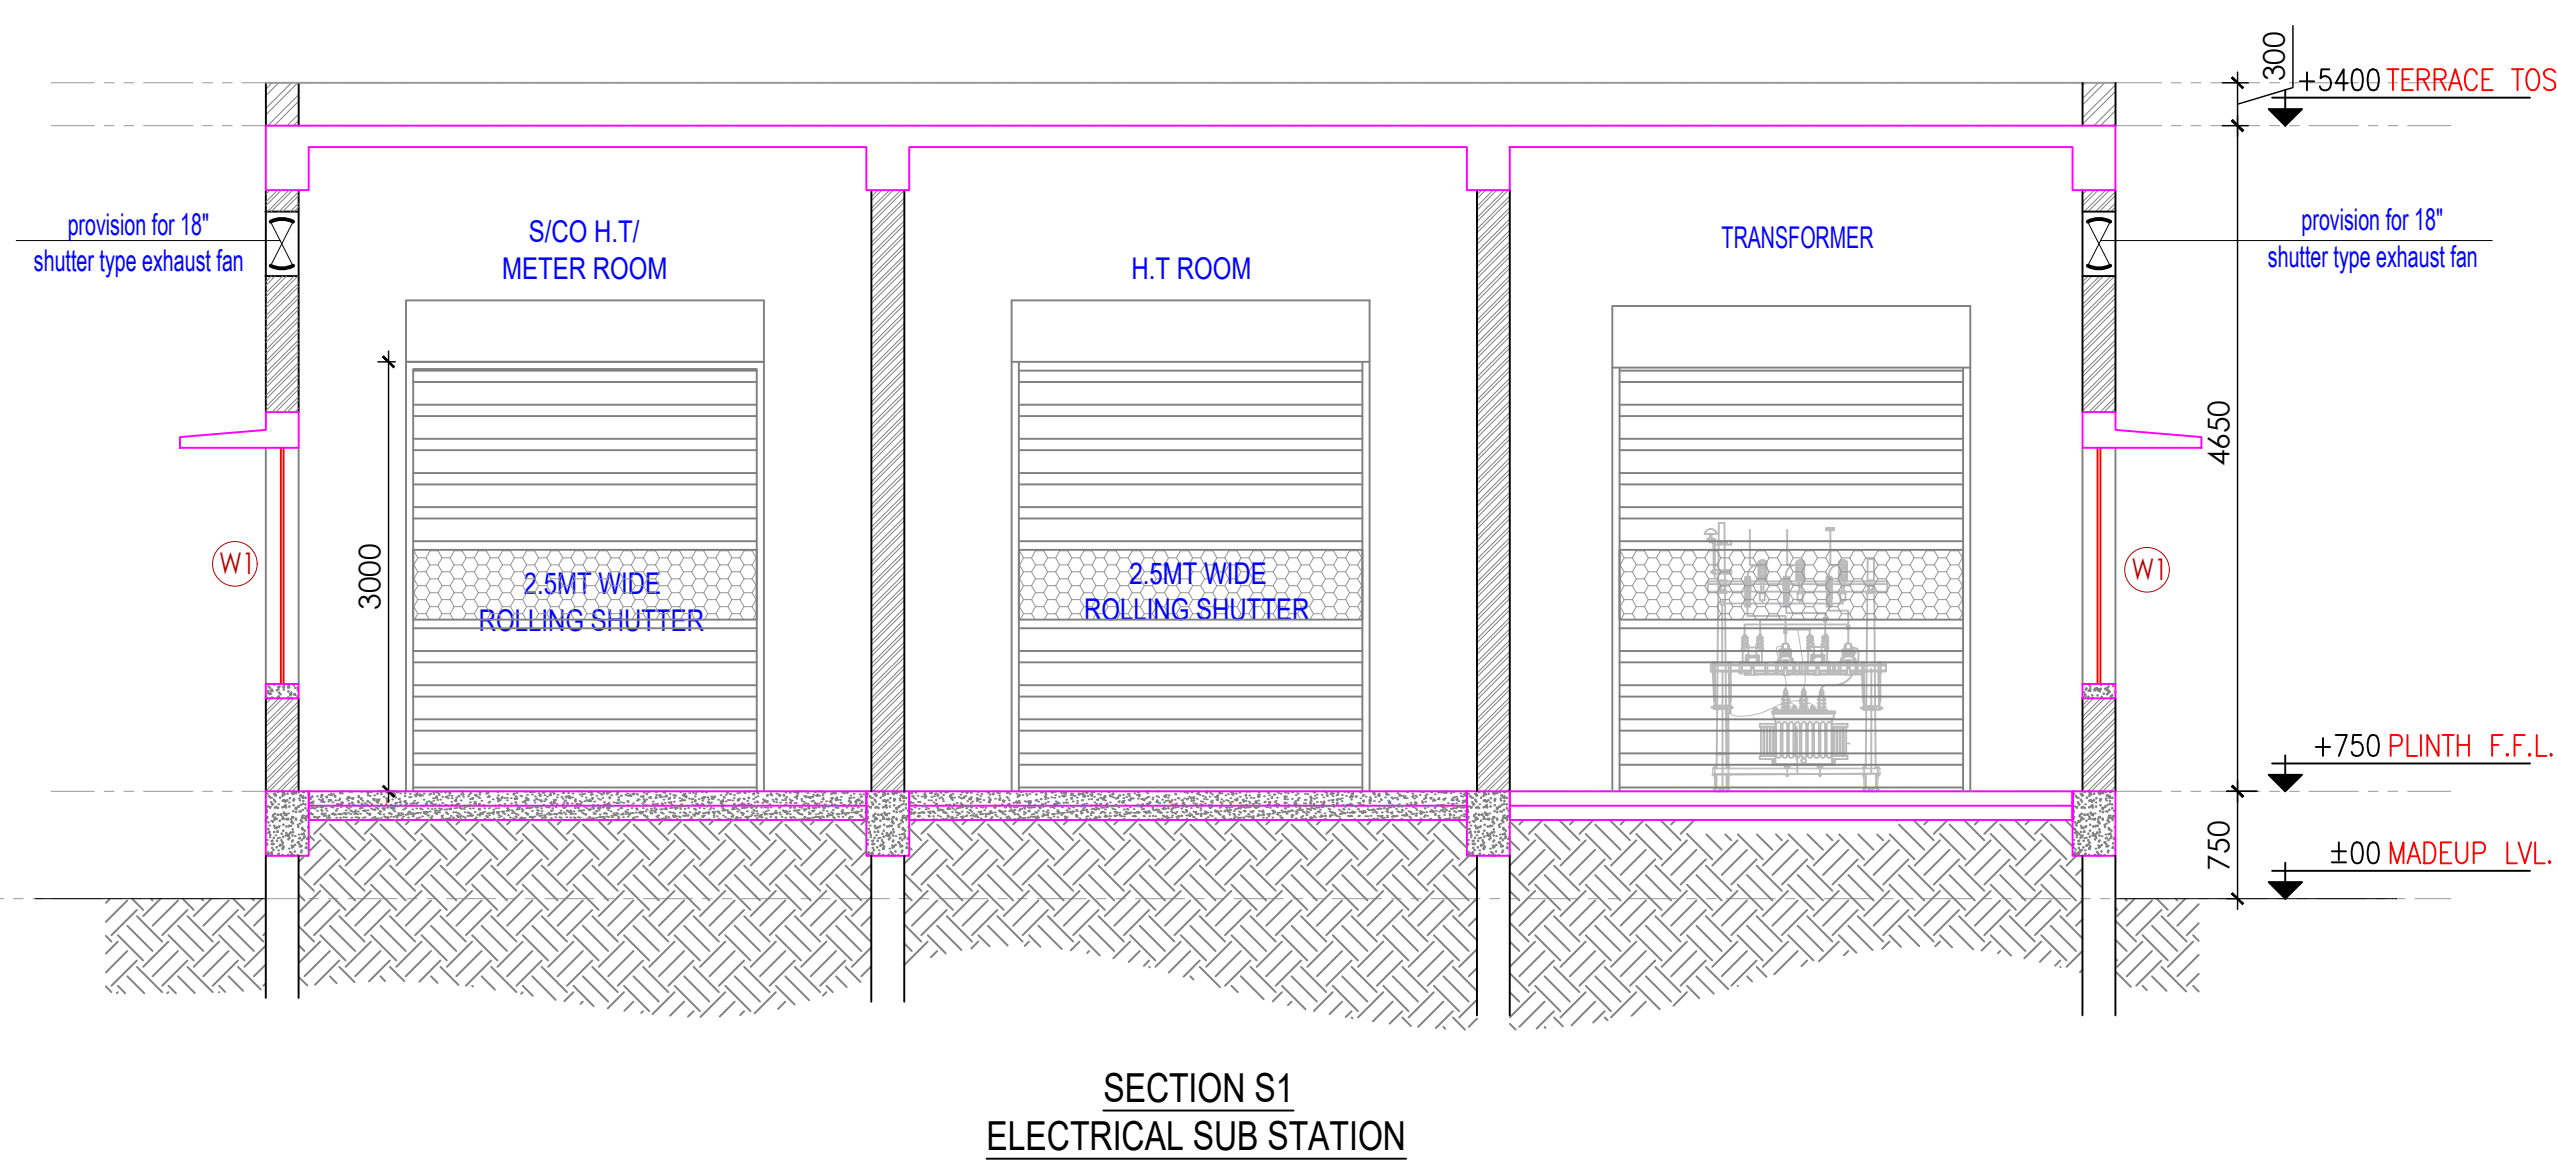 300
+5400 TERRACE TOS
provision for 18"
shutter type exhaust fan
S/CO H.T/
METER ROOM
H.T ROOM
TRANSFORMER
provision for 18"
shutter type exhaust fan
4650
3000
W1
2.5MT WIDE
ROLLING SHUTTER
2.5MT WIDE
ROLLING SHUTTER
W1
+750 PLINTH F.F.L.
750
±00 MADEUP LVL.
SECTION S1
ELECTRICAL SUB STATION